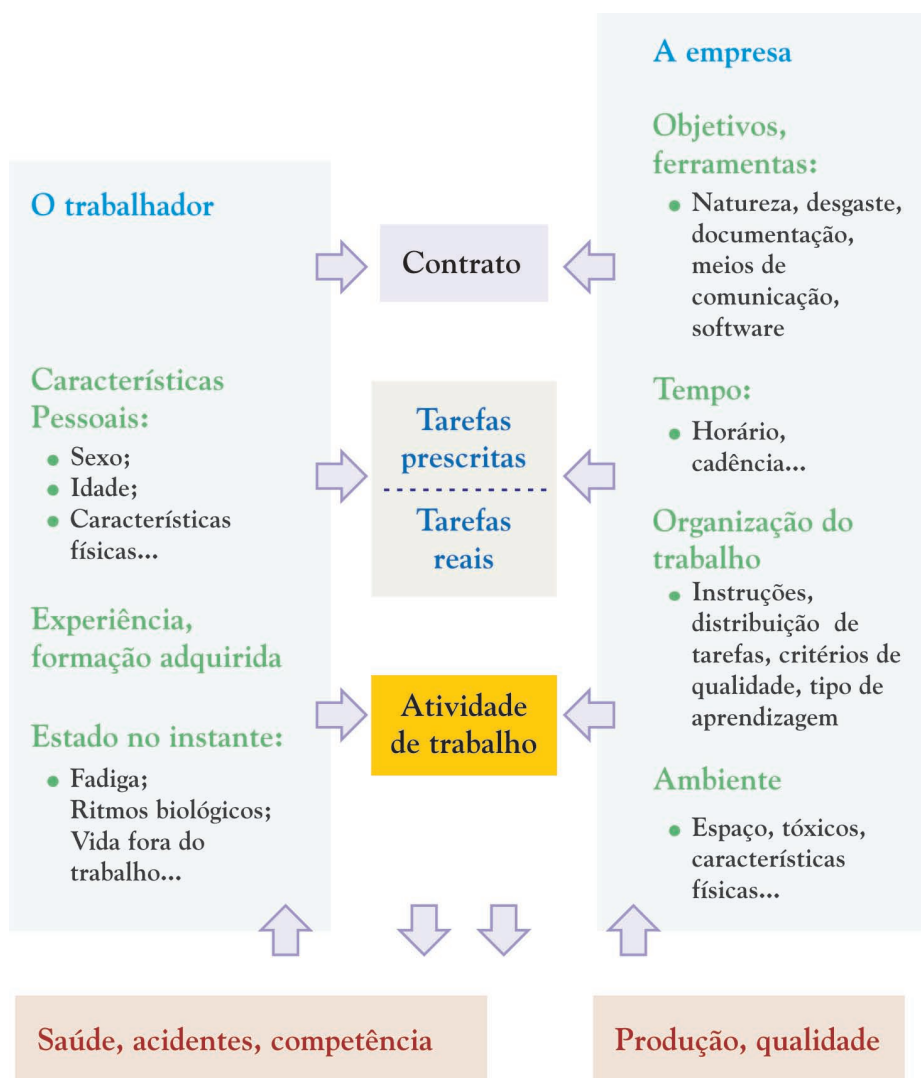 O trabalhador
Características
Pessoais:
• Sexo;
• Idade;
• Características
físicas...
Experiência,
formação adquirida
Estado no instante:
• Fadiga;
Ritmos biológicos;
Vida fora do
trabalho...
Contrato
Tarefas
prescritas
Tarefas
reais
Atividade
de trabalho
A empresa
Objetivos,
ferramentas:
• Natureza, desgaste,
documentação,
meios de
comunicação,
software
Tempo:
• Horário,
cadência...
Organização do
trabalho
• Instruções,
distribuição de
tarefas, critérios de
qualidade, tipo de
aprendizagem
Ambiente
• Espaço, tóxicos,
características
físicas...
Saúde, acidentes, competência
Produção, qualidade